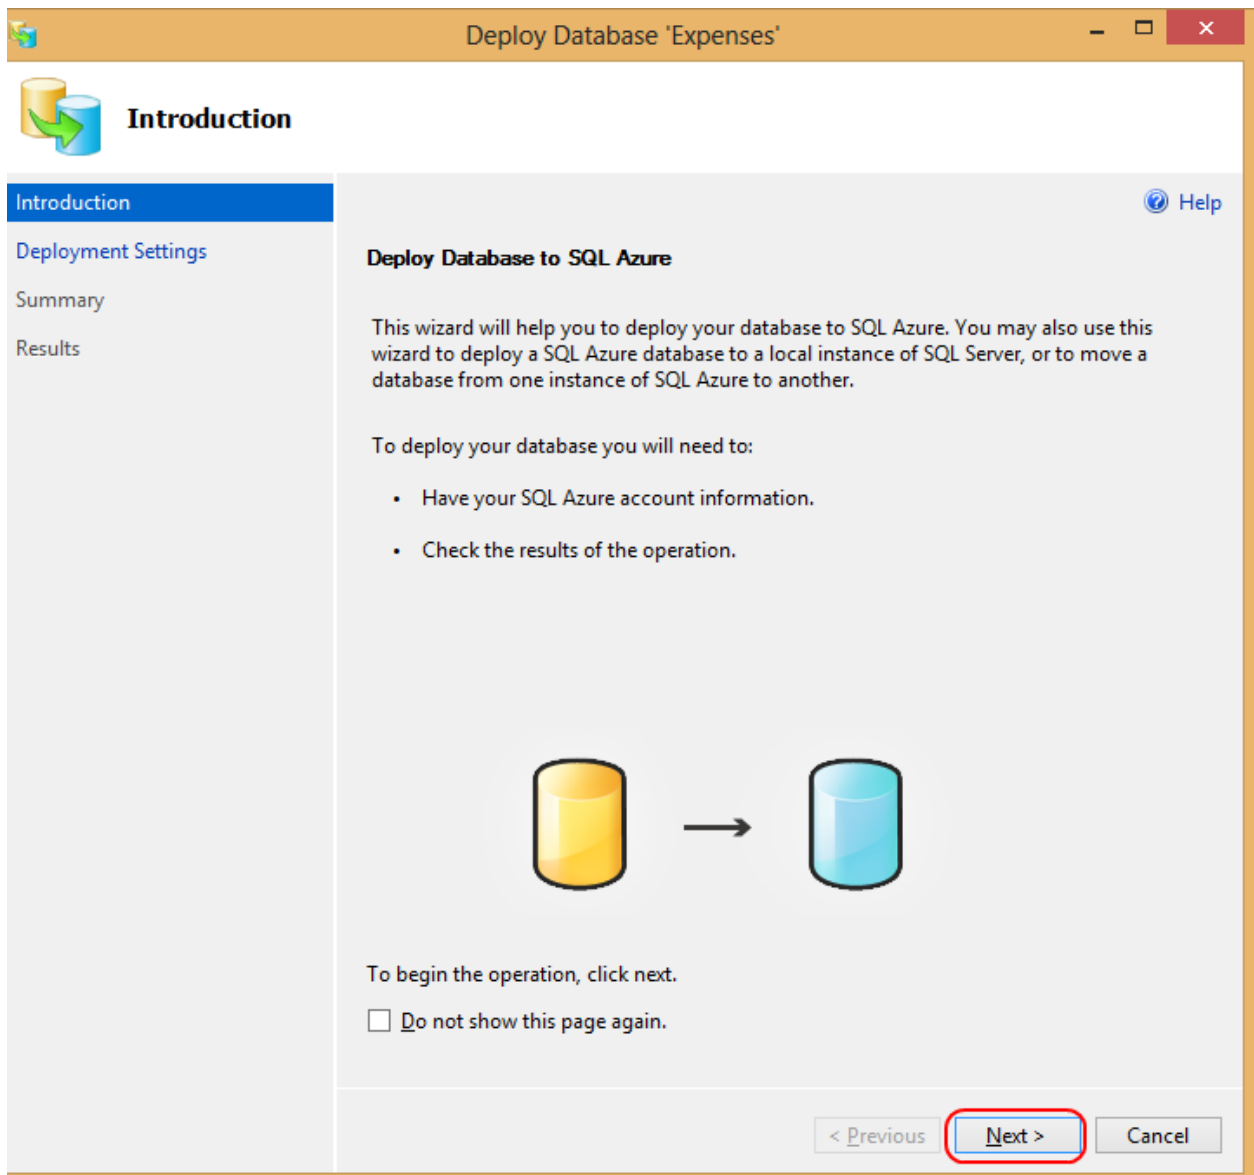 Deploy Database 'Expenses'
Introduction
Introduction
Deployment Settings
Summary
Results
Help
Deploy Database to SQL Azure
This wizard will help you to deploy your database to SQL Azure. You may also use this
wizard to deploy a SQL Azure database to a local instance of SQL Server, or to move a
database from one instance of SQL Azure to another.
To deploy your database you will need to:
• Have your SQL Azure account information.
• Check the results of the operation.
To begin the operation, click next.
Do not show this page again.
< Previous
Next >
Cancel